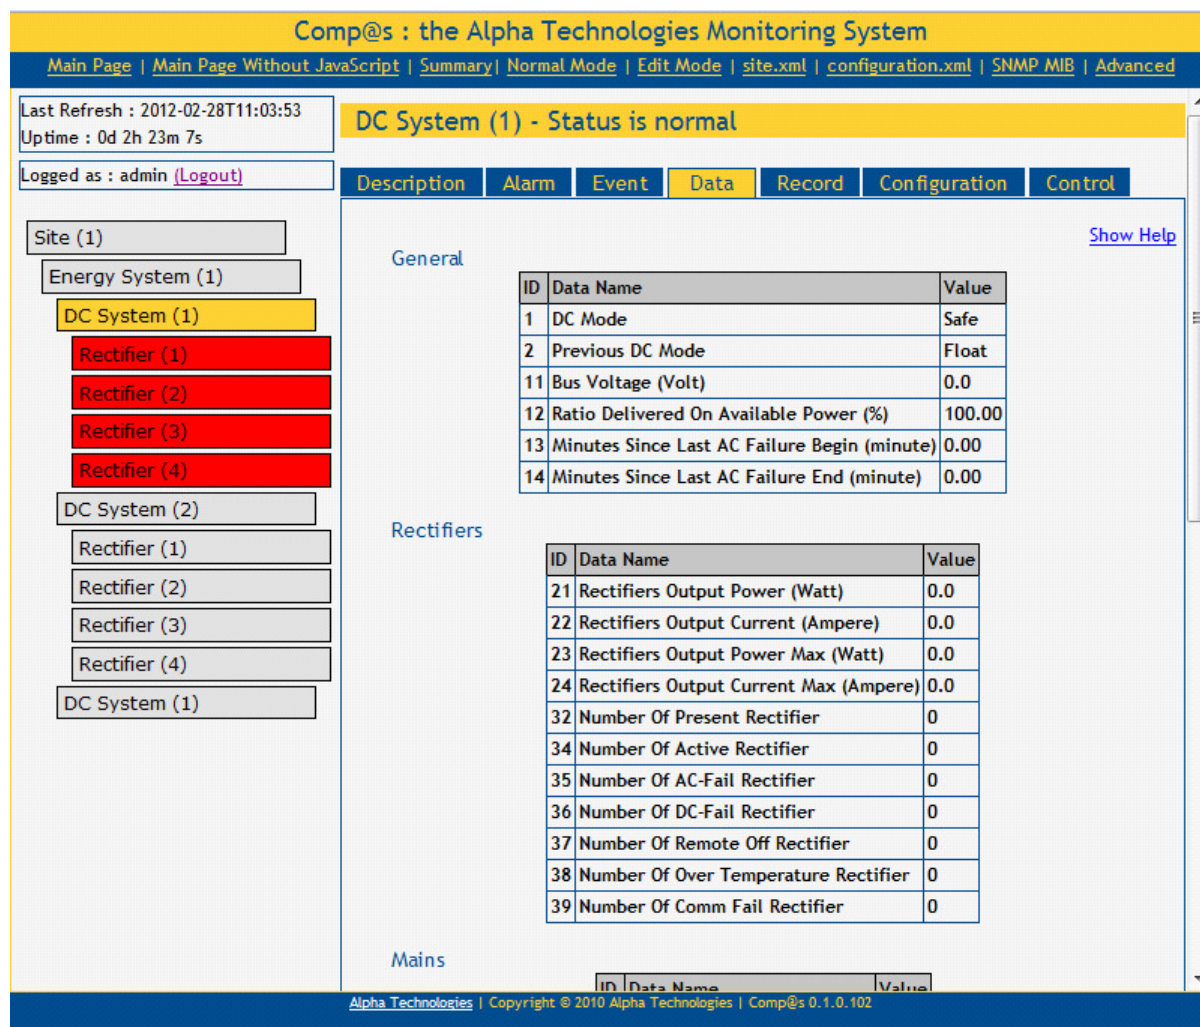 Comp@s : the Alpha Technologies Monitoring System
Main Page | Main Page Without JavaScript | Summary| Normal Mode | Edit Mode | site.xml | configuration.xml | SNMP MIB | Advanced
Last Refresh : 2012-02-28T11:03:53
Uptime : 0d 2h 23m 7s
Logged as : admin (Logout)
Site (1)
Energy System (1)
DC System (1)
Rectifier (1)
Rectifier (2)
Rectifier (3)
Rectifier (4)
DC System (2)
Rectifier (1)
Rectifier (2)
Rectifier (3)
Rectifier (4)
DC System (1)
DC System (1) - Status is normal
Description Alarm Event Data Record Configuration Control
Show Help
General
ID Data Name Value
1 DC Mode Safe
2 Previous DC Mode Float
11 Bus Voltage (Volt) 0.0
12 Ratio Delivered On Available Power (%) 100.00
13 Minutes Since Last AC Failure Begin (minute) 0.00
14 Minutes Since Last AC Failure End (minute) 0.00
Rectifiers
ID Data Name Value
21 Rectifiers Output Power (Watt) 0.0
22 Rectifiers Output Current (Ampere) 0.0
23 Rectifiers Output Power Max (Watt) 0.0
24 Rectifiers Output Current Max (Ampere) 0.0
32 Number Of Present Rectifier 0
34 Number Of Active Rectifier 0
35 Number Of AC-Fail Rectifier 0
36 Number Of DC-Fail Rectifier 0
37 Number Of Remote Off Rectifier 0
38 Number Of Over Temperature Rectifier 0
39 Number Of Comm Fail Rectifier 0
Mains
ID Data Name Value
Alpha Technologies | Copyright © 2010 Alpha Technologies | Comp@s 0.1.0.102